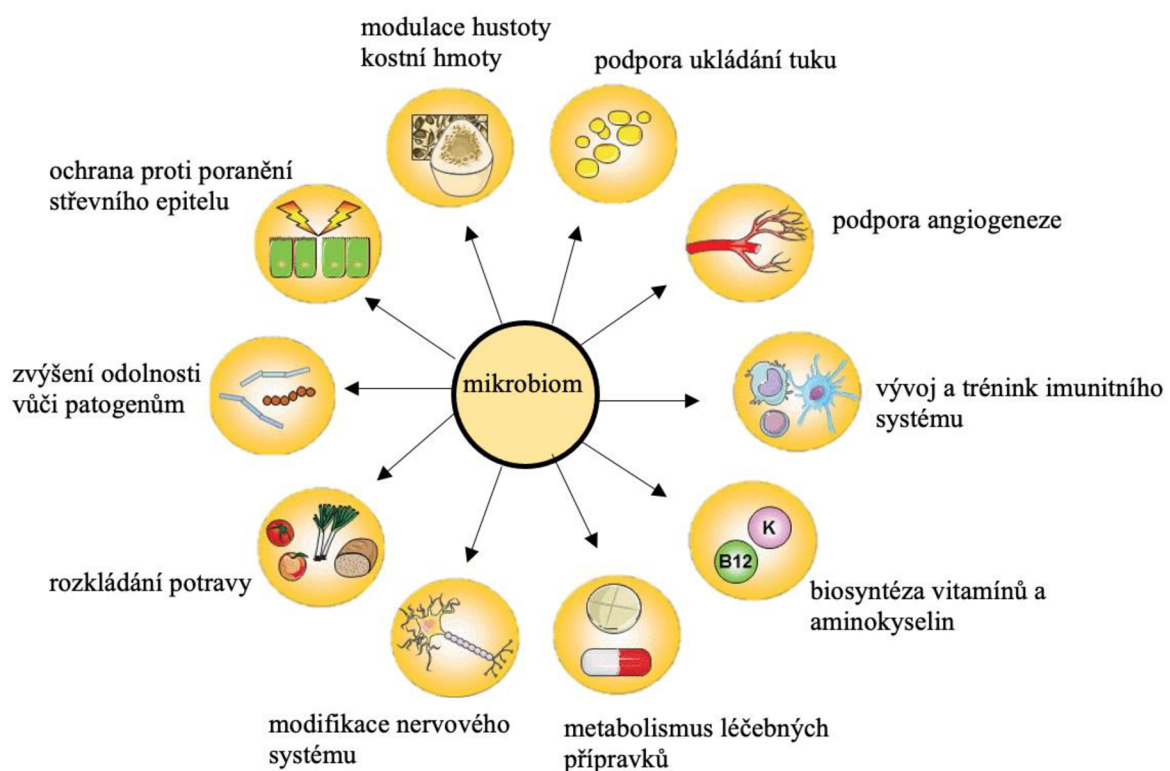 modulace hustoty
kostní hmoty
podpora ukládání tuku
ochrana proti poranění
střevního epitelu
podpora angiogeneze
zvýšení odolnosti
vůči patogenům
mikrobiom
vývoj a trénink imunitního
systému
K
B12
rozkládání potravy
biosyntéza vitamínů a
aminokyselin
modifikace nervového
systému
metabolismus léčebných
přípravků